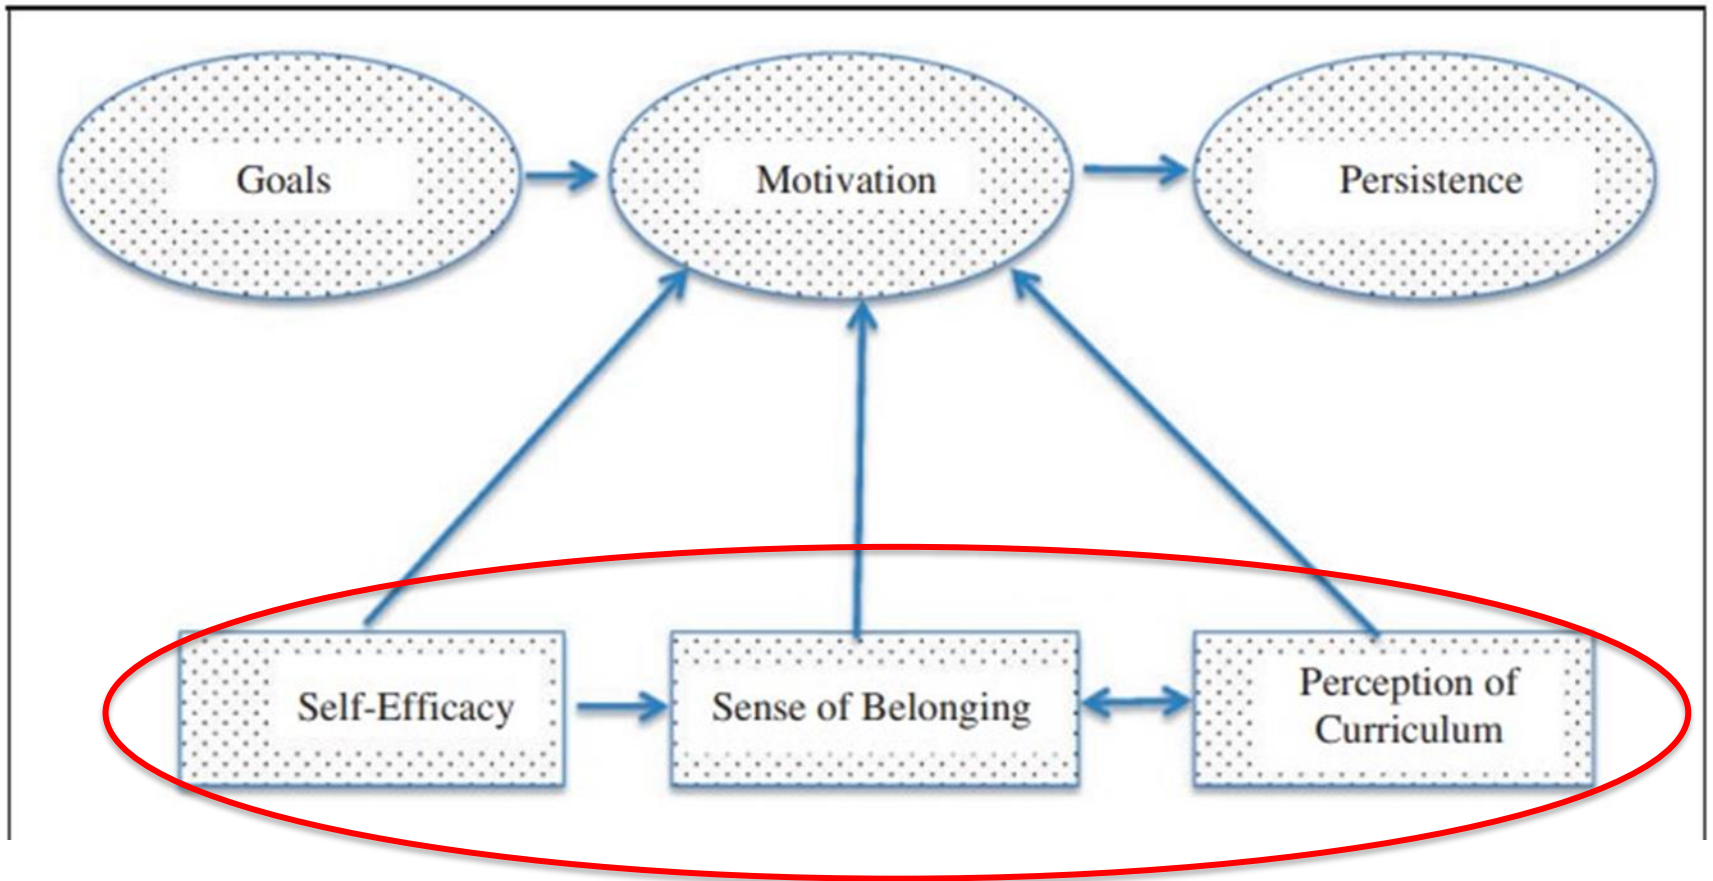 Goals
Motivation
Persistence
Self-Efficacy
Sense of Belonging
Perception of
Curriculum